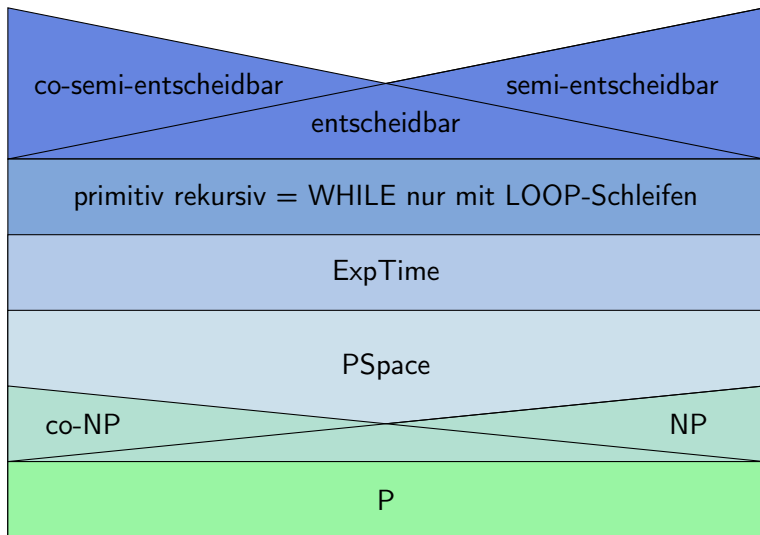 co-semi-entscheidbar
semi-entscheidbar
entscheidbar
primitiv rekursiv = WHILE nur mit LOOP-Schleifen
ExpTime
PSpace
co-NP
NP
P